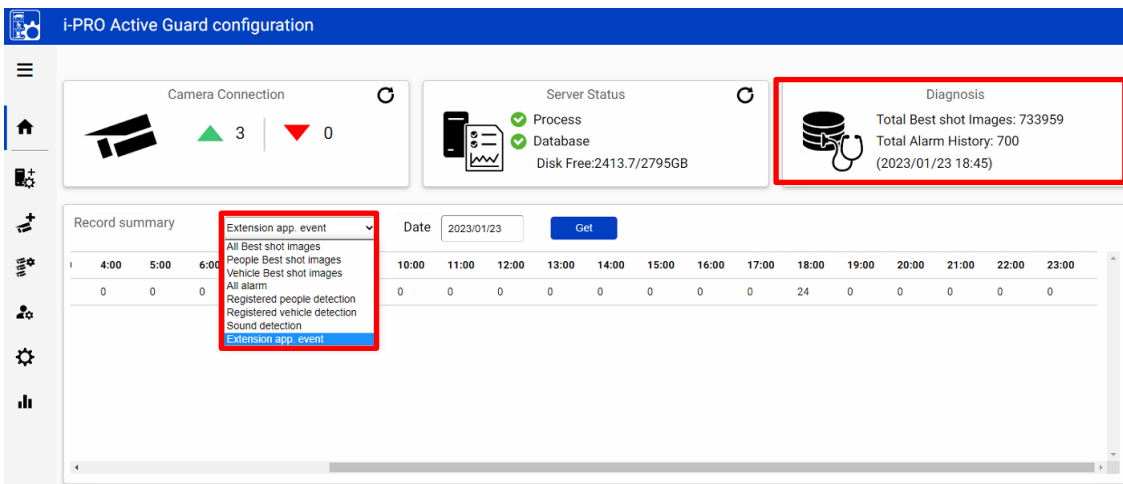 i-PRO Active Guard configuration
Camera Connection
3
0
Server Status
Process
Database
Disk Free:2413.7/2795GB
Diagnosis
Total Best shot Images: 733959
Total Alarm History: 700
(2023/01/23 18:45)
Record summary
Extension app. event
Date
2023/01/23
Get
All Best shot images
People Best shot images
Vehicle Best shot images
All alarm
Registered people detection
Registered vehicle detection
Sound detection
Extension app. event
4:00 5:00 6:00 10:00 11:00 12:00 13:00 14:00 15:00 16:00 17:00 18:00 19:00 20:00 21:00 22:00 23:00
0 0 0 0 0 0 0 0 0 0 0 24 0 0 0 0 0